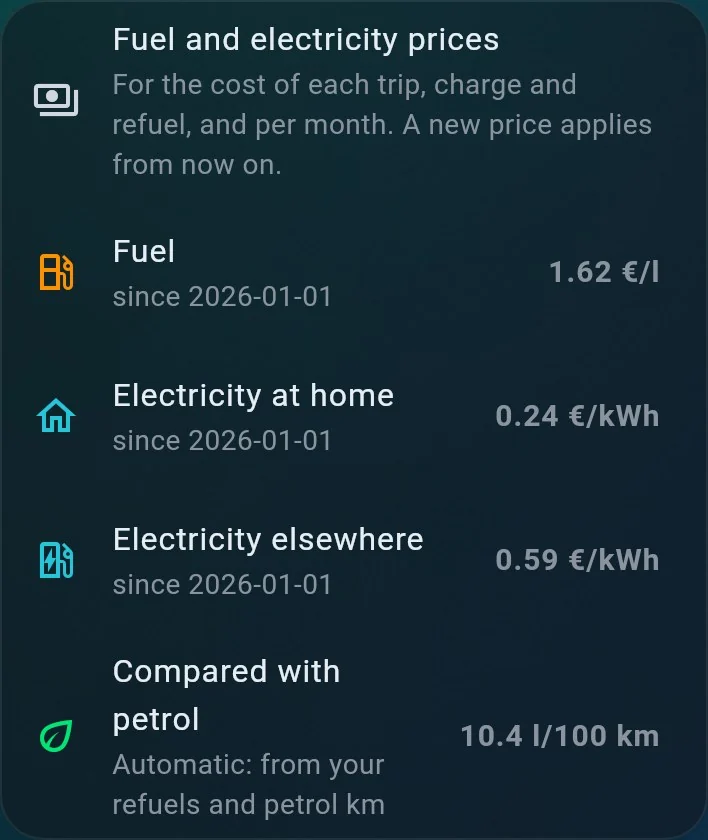 Fuel and electricity prices
For the cost of each trip, charge and
refuel, and per month. A new price applies
from now on.
Fuel
since 2026-01-01
1.62 €/l
Electricity at home
since 2026-01-01
0.24 €/kWh
Electricity elsewhere
since 2026-01-01
0.59 €/kWh
Compared with
petrol
Automatic: from your
refuels and petrol km
10.4 l/100 km